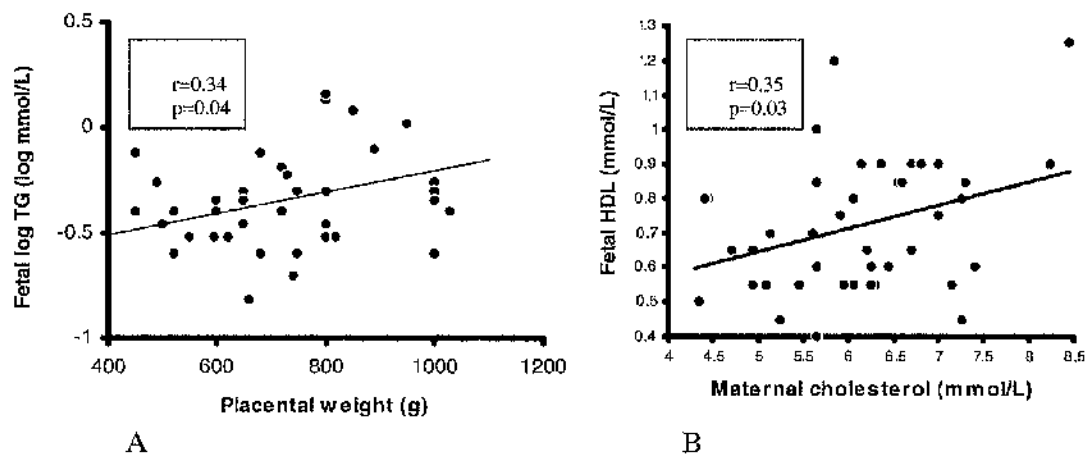 0.5
r=0.34
p=0.04
0
-0.5
-1
400 600 800 1000 1200
Fetal log TG (log mmol/L)
Placental weight (g)
A
1.3
1.2
1.1
1
0.9
0.8
0.7
0.6
0.5
0.4
r=0.35
p=0.03
4 4.5 5 5.5 6 6.5 7 7.5 8 8.5
Fetal HDL (mmol/L)
Maternal cholesterol (mmol/L)
B